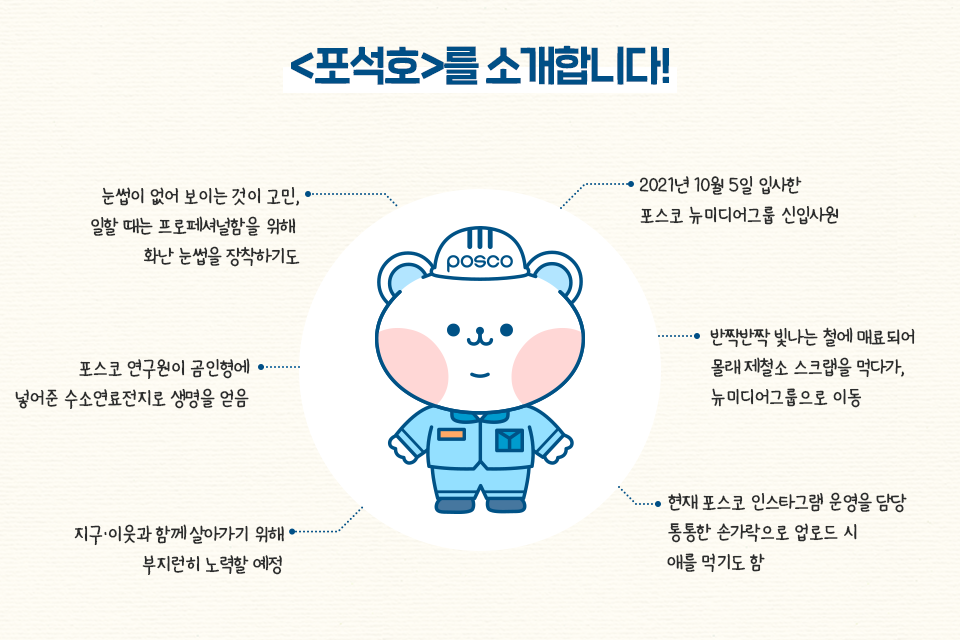 <포석호>를 소개합니다!
눈썹이 없어 보이는 것이 고민,
일할 때는 프로페셔널함을 위해
화난 눈썹을 장착하기도
2021년 10월 5일 입사한
포스코 뉴미디어그룹 신입사원
posco
포스코 연구원이 곰인형에
넣어준 수소연료전지로 생명을 얻음
반짝반짝 빛나는 철에 매료되어
몰래 제철소 스크랩을 먹다가,
뉴미디어그룹으로 이동
지구·이웃과 함께 살아가기 위해
부지런히 노력할 예정
현재 포스코 인스타그램 운영을 담당
통통한 손가락으로 업로드 시
애를 먹기도 함